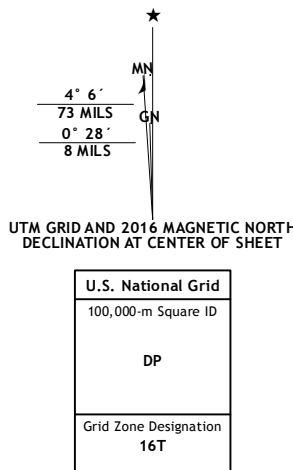 ★
MN
4° 6´
73 MILS
GN
0° 28´
8 MILS
UTM GRID AND 2016 MAGNETIC NORTH
DECLINATION AT CENTER OF SHEET
U.S. National Grid
100,000-m Square ID
DP
Grid Zone Designation
16T